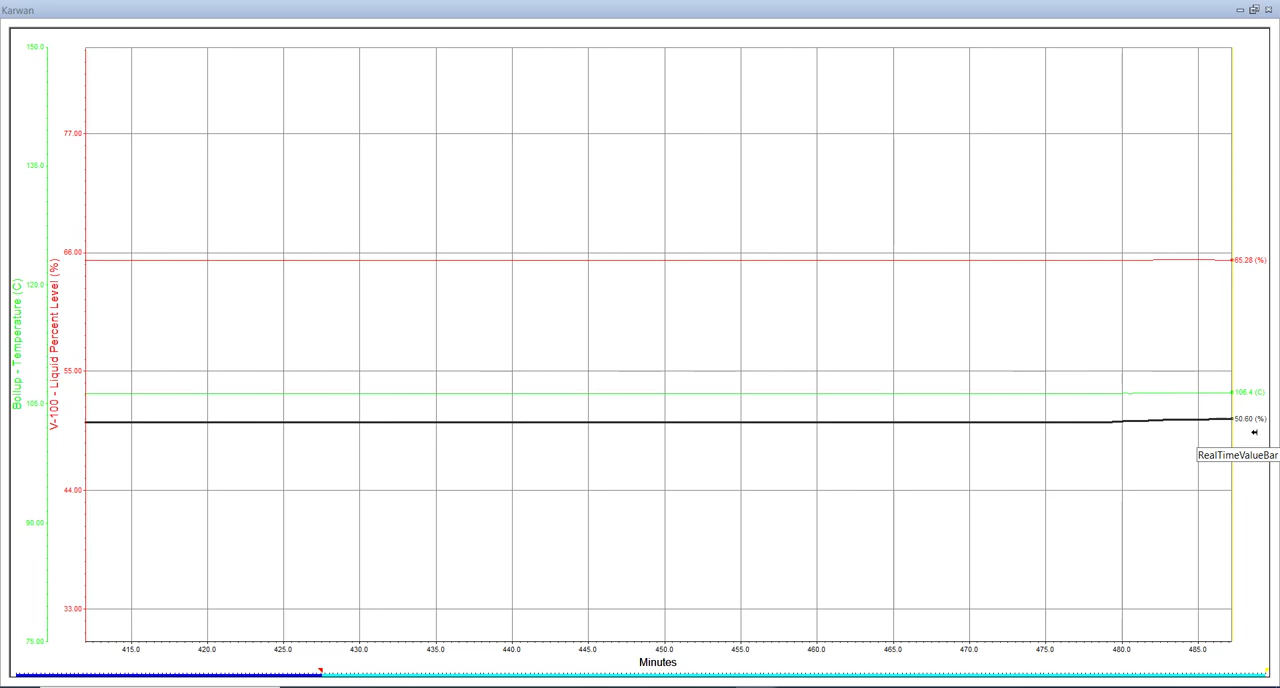 Karwan
150.0
135.0
120.0
105.0
90.00
75.00
Boilup - Temperature (C)
77.00
66.00
55.00
44.00
33.00
V-100 - Liquid Percent Level (%)
65.28 (%)
106.4 (C)
50.60 (%)
RealTimeValueBar
415.0 420.0 425.0 430.0 435.0 440.0 445.0 450.0 455.0 460.0 465.0 470.0 475.0 480.0 485.0
Minutes